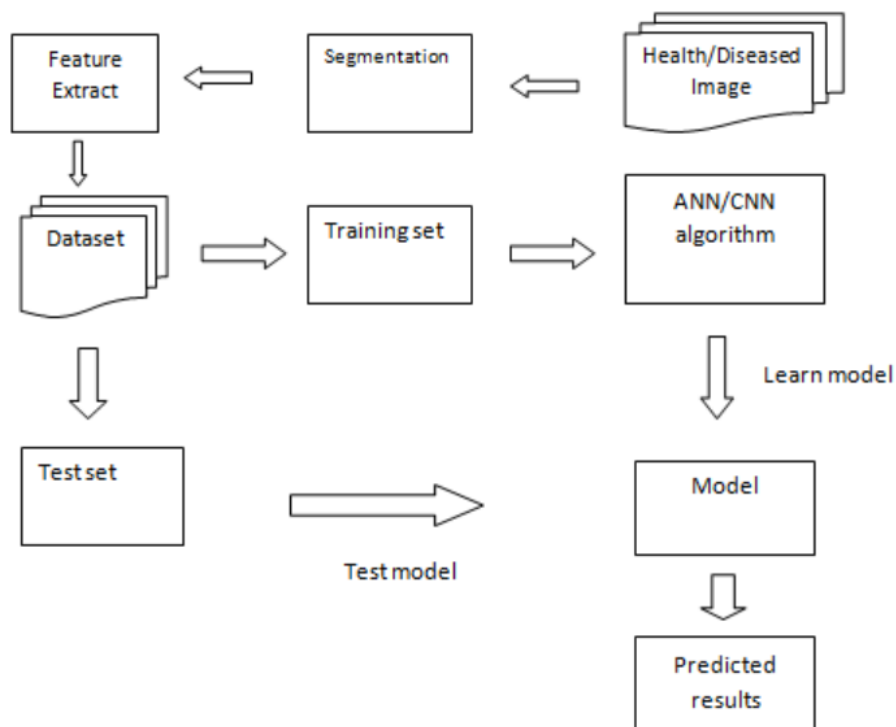 Feature
Extract
Segmentation
Health/Diseased
Image
Dataset
Training set
ANN/CNN
algorithm
Learn model
Test set
Test model
Model
Predicted
results